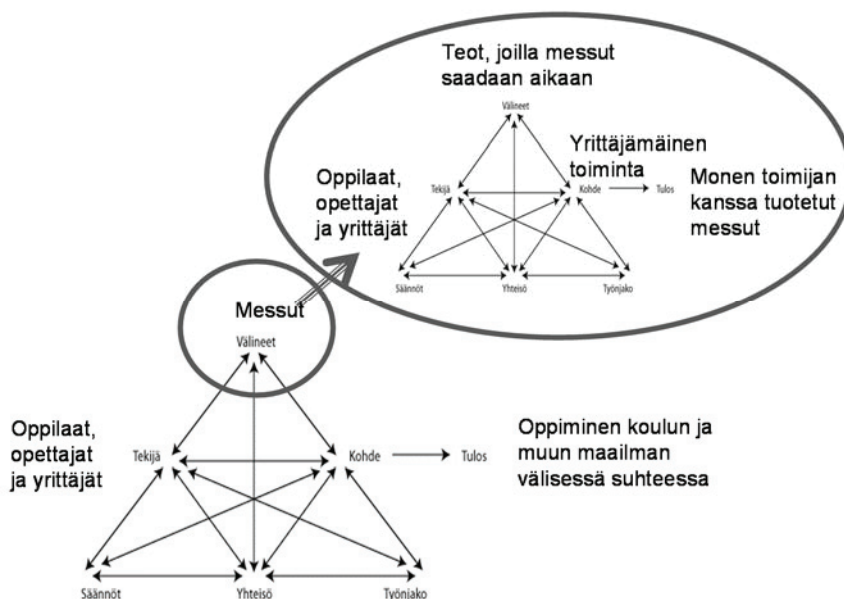 Teot, joilla messut
saadaan aikaan
Välineet
Yrittäjämäinen
toiminta
Oppilaat,
opettajat
ja yrittäjät
Tekijä
Kohde
Tulos
Monen toimijan
kanssa tuotetut
messut
Säännöt
Yhteisö
Työnjako
Messut
Välineet
Oppilaat,
opettajat
ja yrittäjät
Tekijä
Kohde
Tulos
Oppiminen koulun ja
muun maailman
välisessä suhteessa
Säännöt
Yhteisö
Työnjako